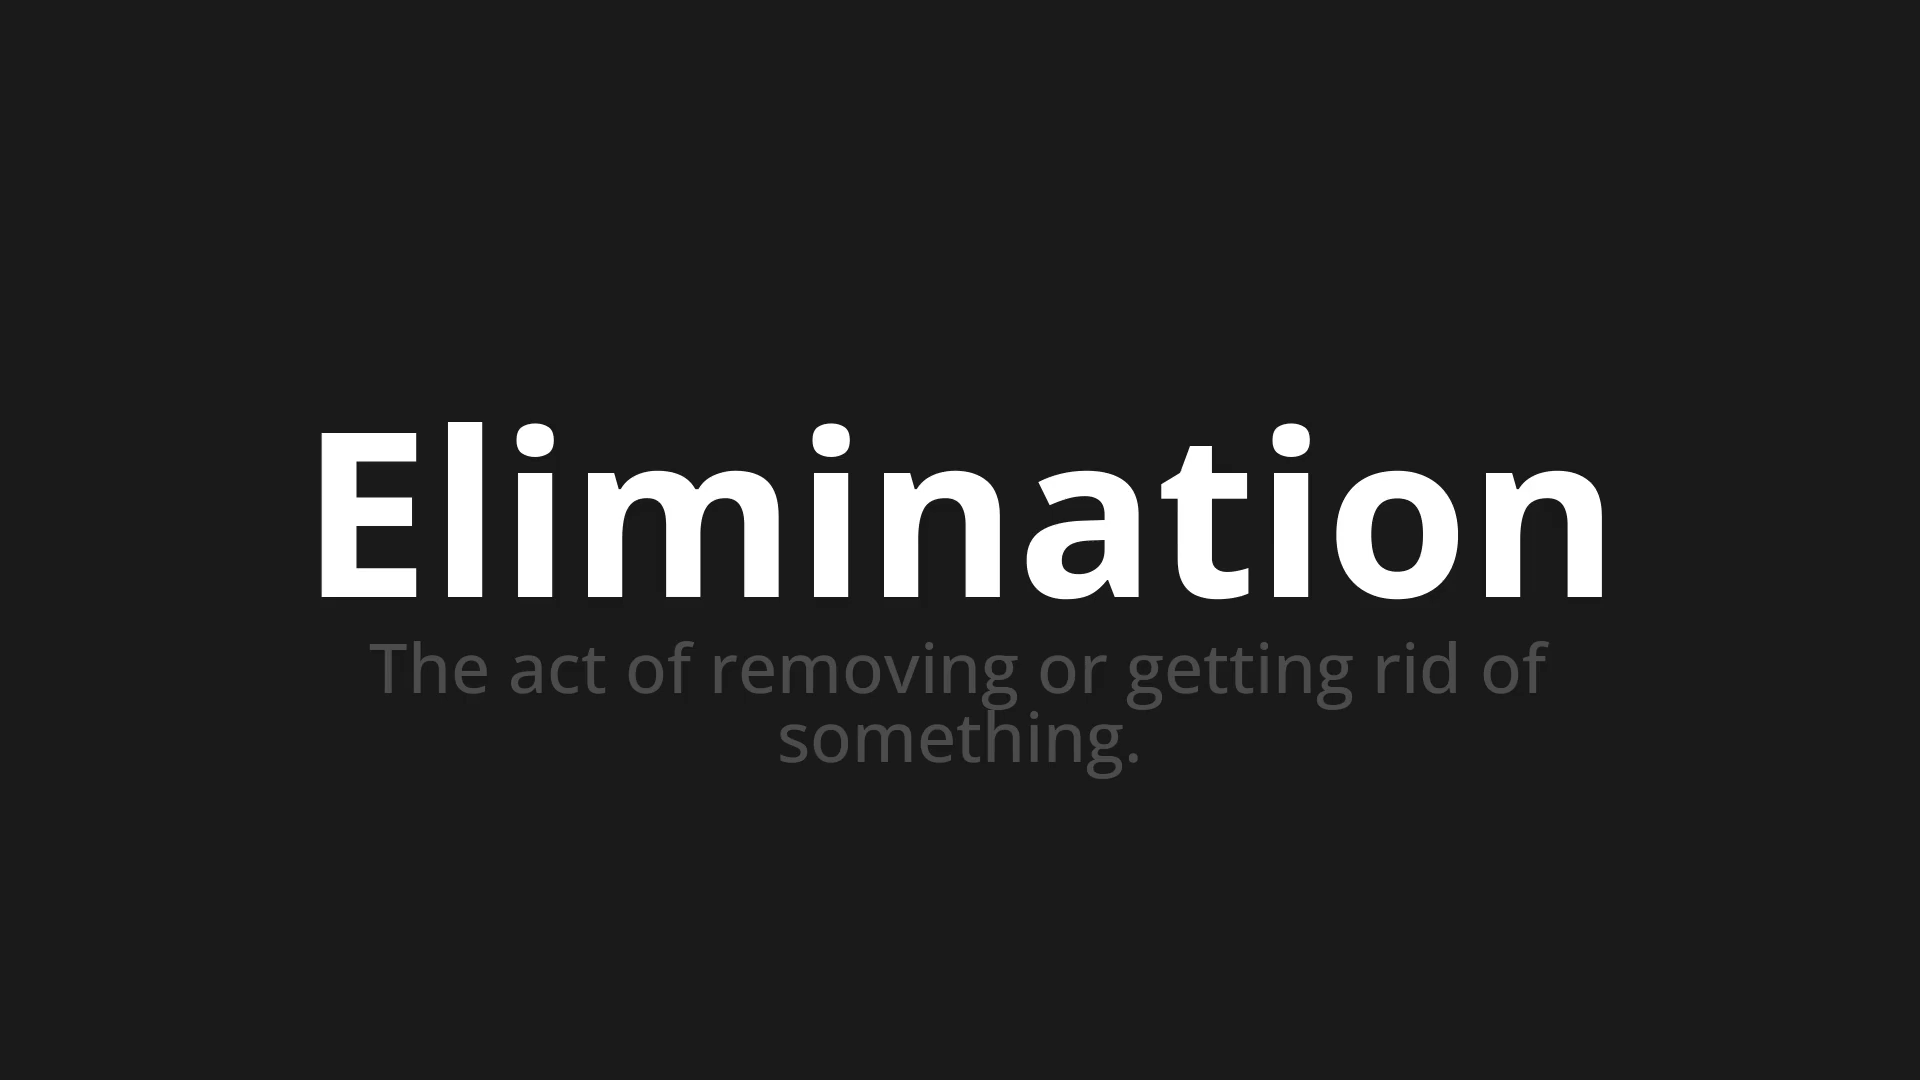 Elimination
The act of removing or getting rid of
something.